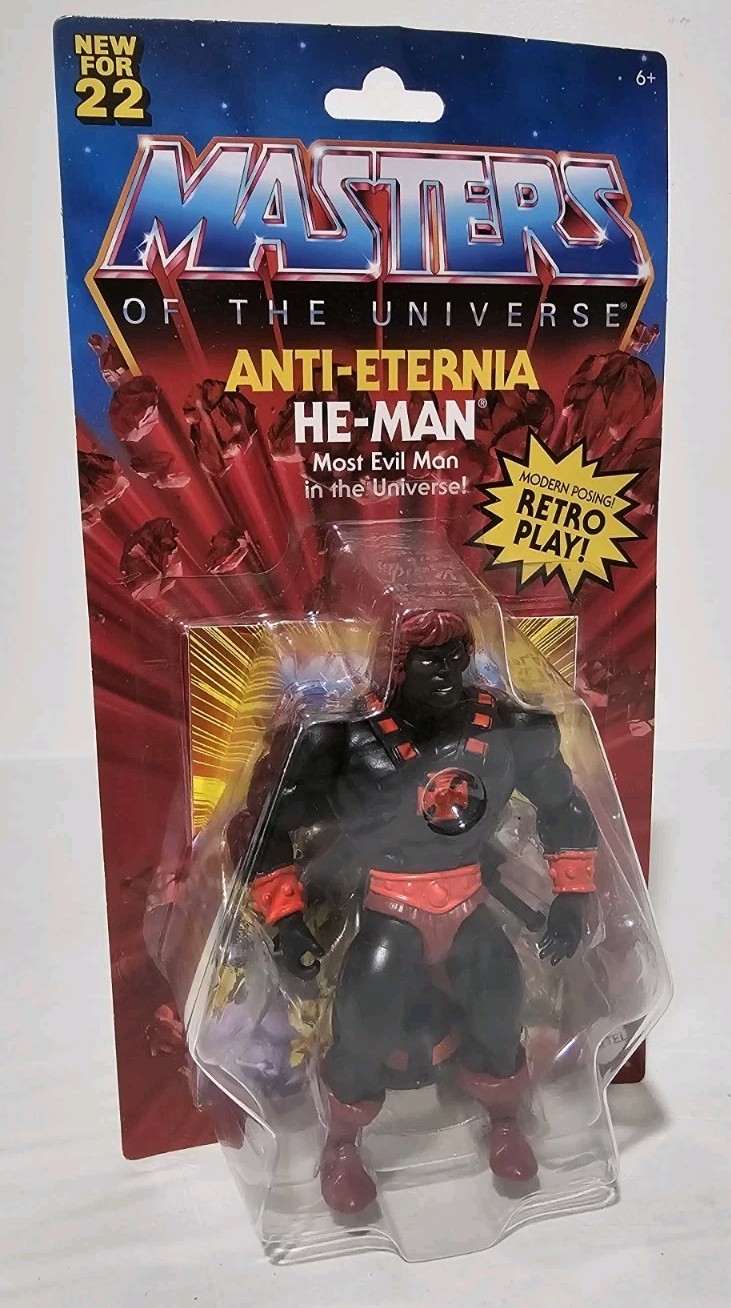 NEW
FOR
22
6+
MASTERS
OF THE UNIVERSE®
ANTI-ETERNIA
HE-MAN®
Most Evil Man
in the Universe!
MODERN POSING!
RETRO
PLAY!